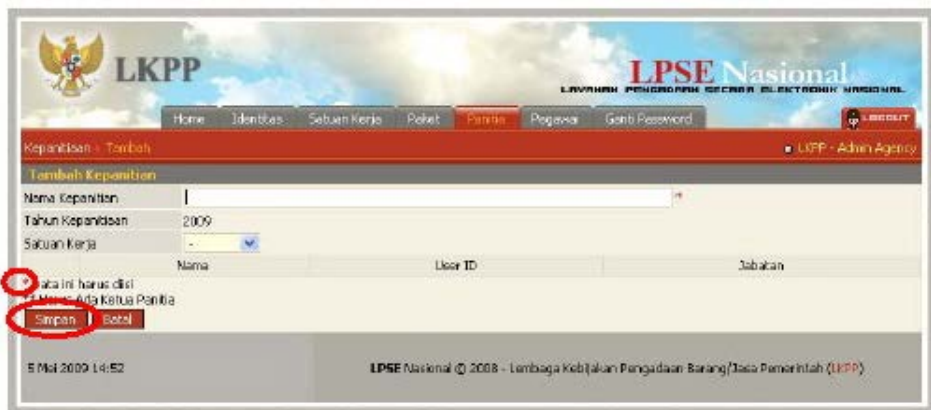 LKPP
LPSE Nasional
LAYANAN PENGADAAN SECARA ELEKTRONIK NASIONAL
Home Identitas Satuan Kerja Paket Panitia Pegawai Ganti Password LOGOUT
Kepanitiaan » Tambah LKPP - Admin Agency
Tambah Kepanitian
Nama Kepanitian *
Tahun Kepanitiaan 2009
Satuan Kerja -
Nama User ID Jabatan
ata ini harus diisi
Harus Ada Ketua Panitia
Simpan Batal
5 Mei 2009 14:52 LPSE Nasional © 2008 - Lembaga Kebijakan Pengadaan Barang/Jasa Pemerintah (LKPP)